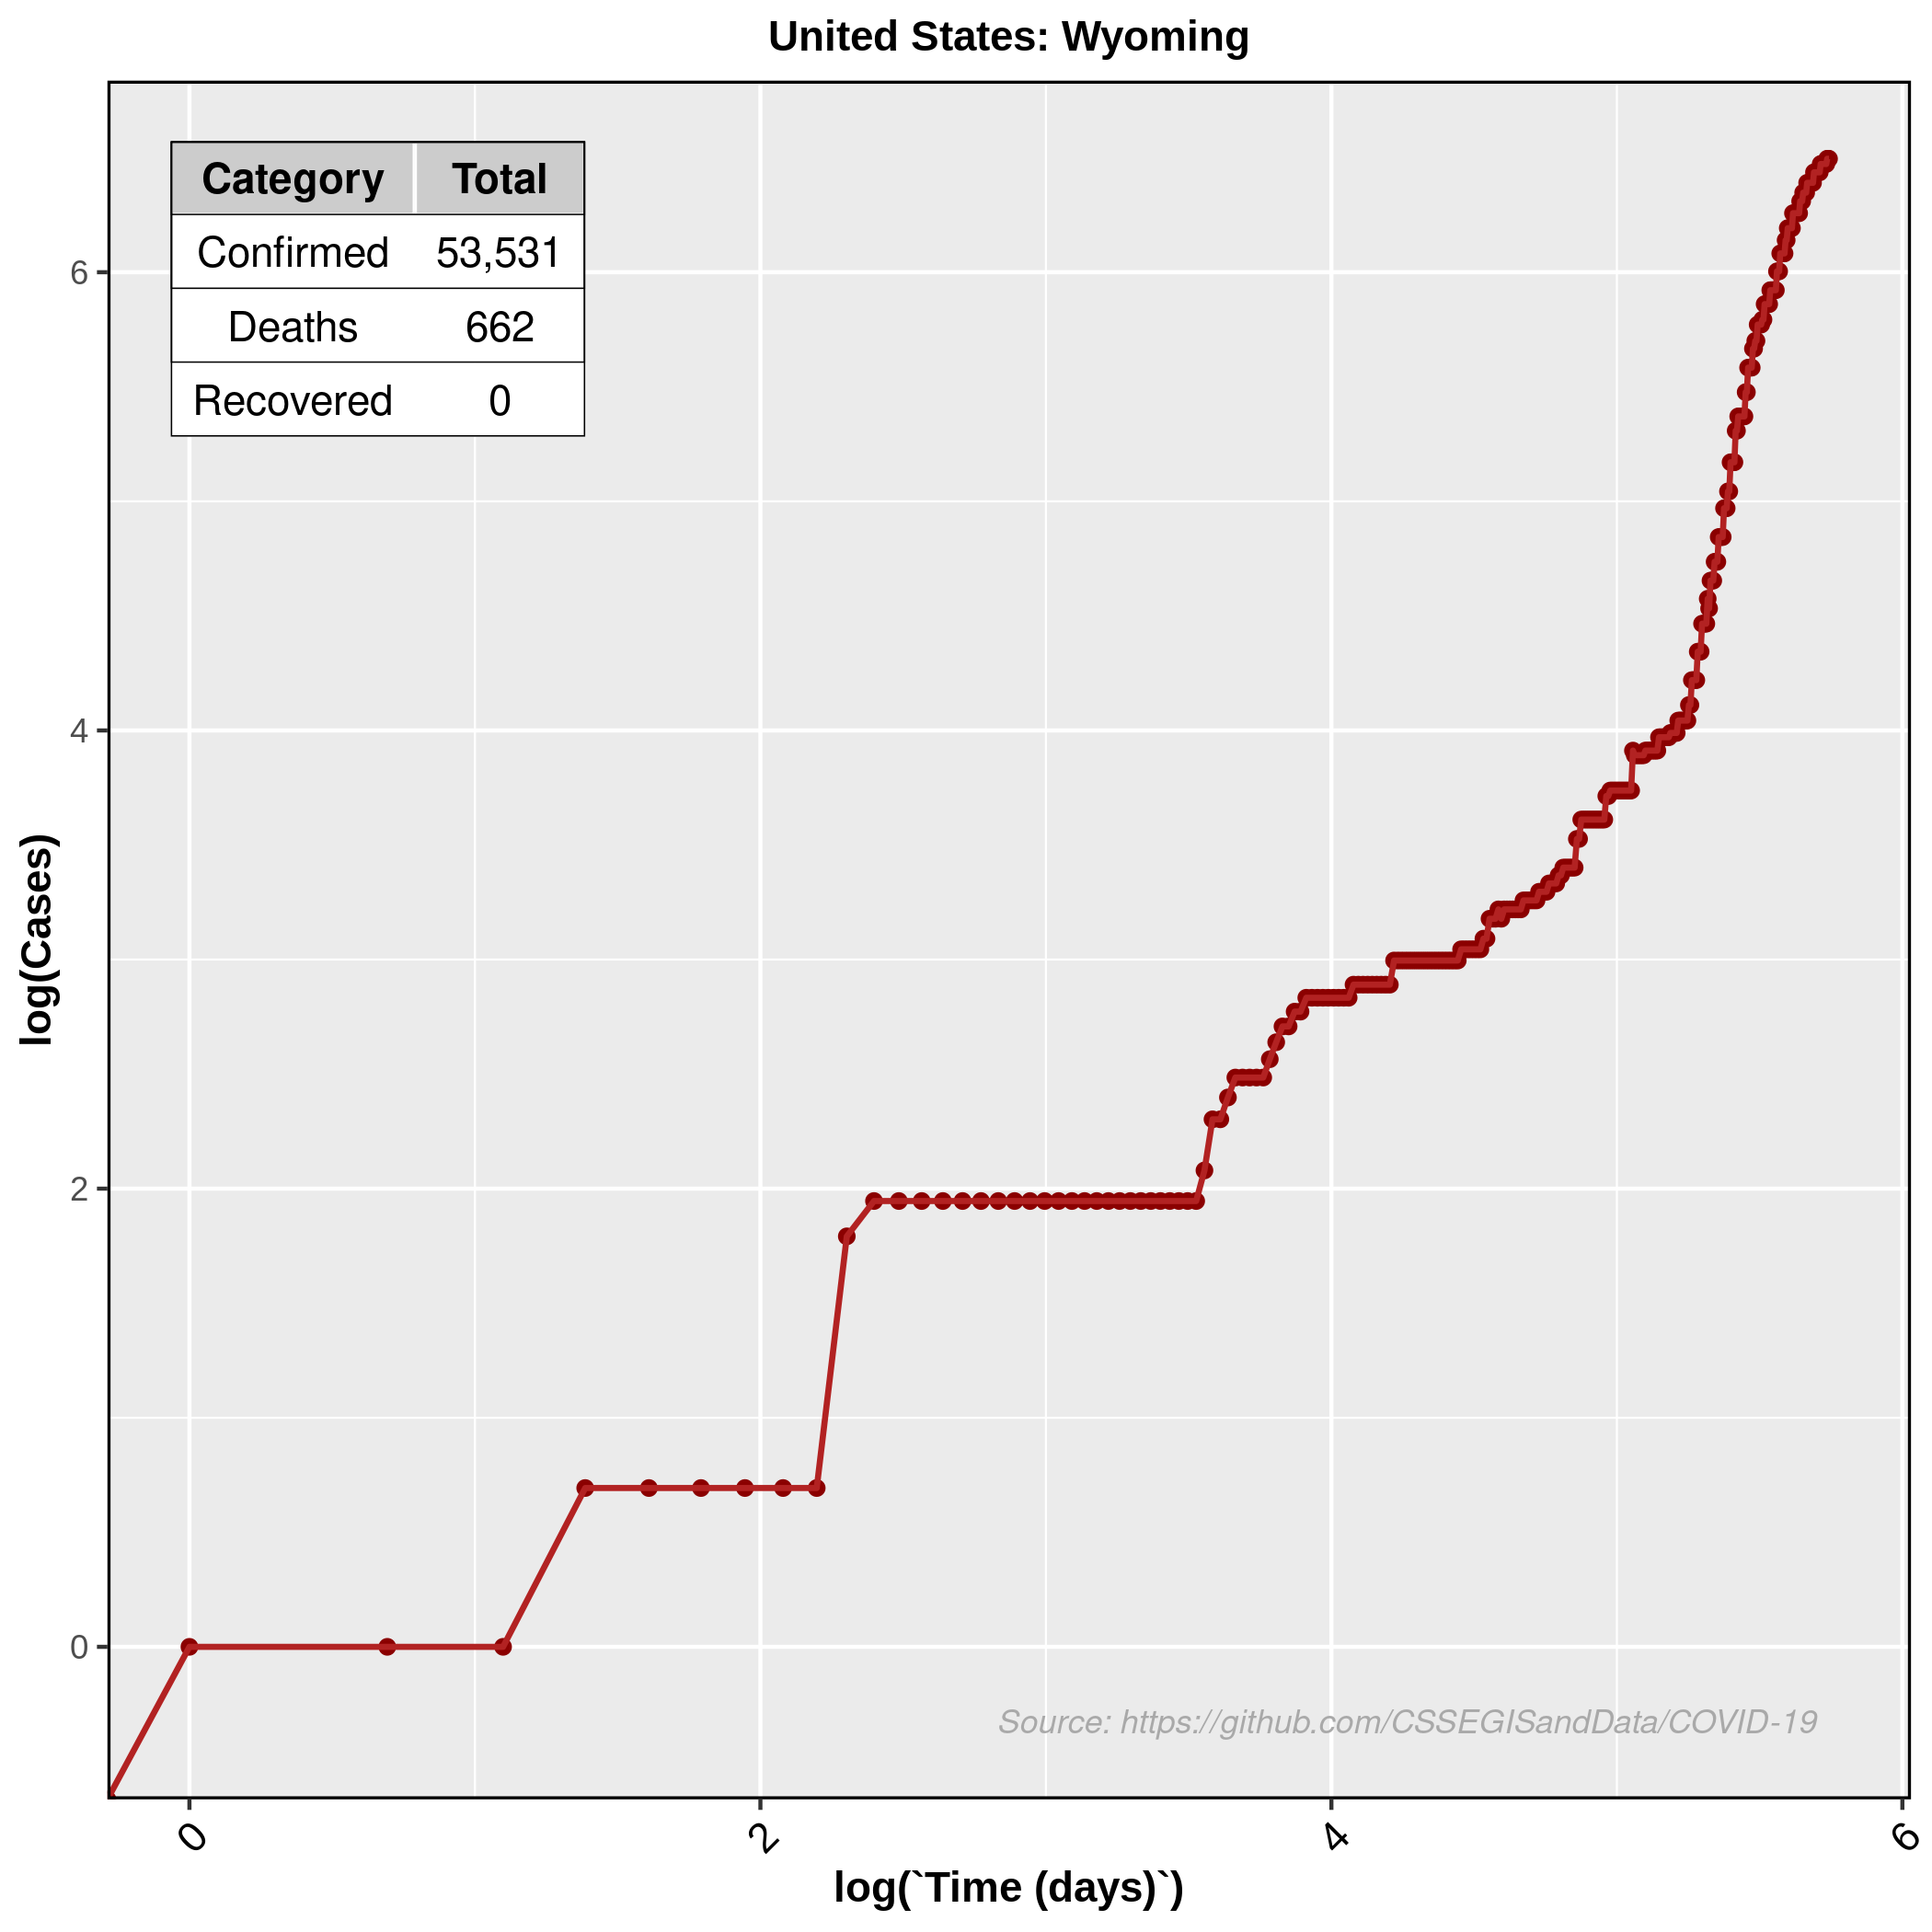 United States: Wyoming
Category Total
Confirmed 53,531
Deaths 662
Recovered 0
6
4
2
0
log(Cases)
Source: https://github.com/CSSEGISandData/COVID-19
0 2 4 6
log(`Time (days)`)